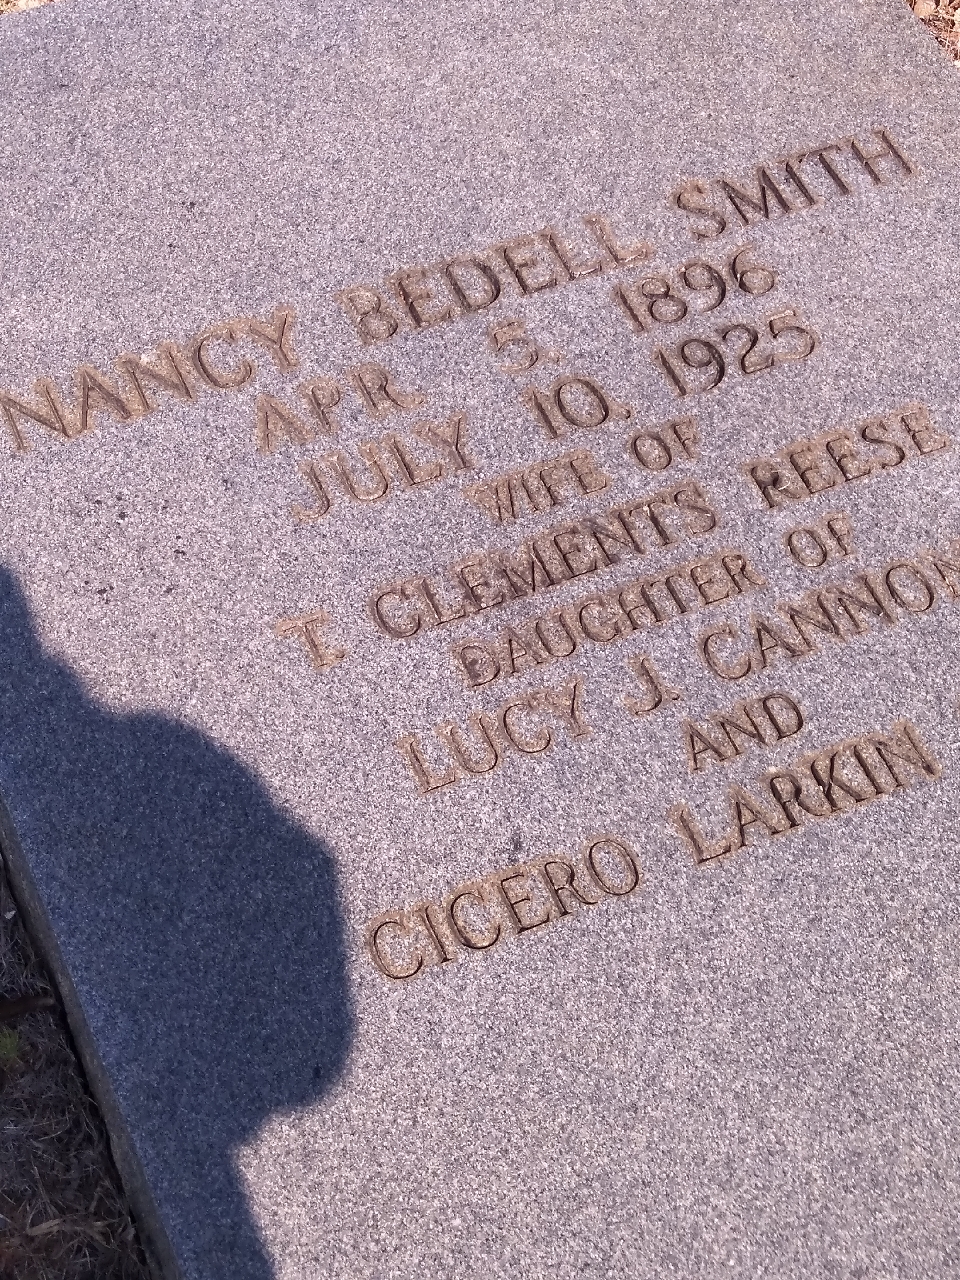 NANCY BEDELL SMITH
APR. 5. 1896
JULY 10. 1925
WIFE OF
T. CLEMENTS REESE
DAUGHTER OF
LUCY J. CANNON
AND
CICERO LARKIN